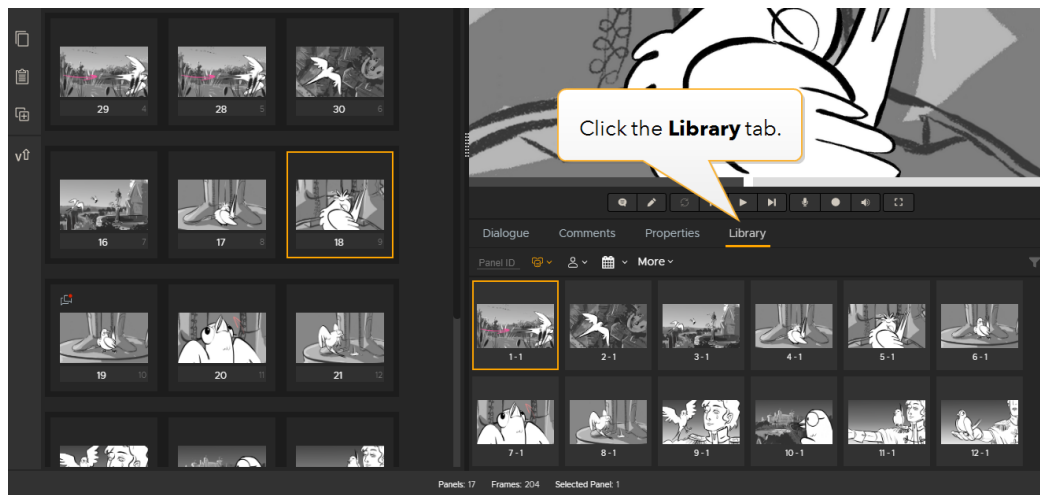 29 4
28 5
30 6
V
16 7
17 8
18 9
19 10
20 11
21 12
Click the Library tab.
Dialogue Comments Properties Library
Panel ID More
1 - 1
2 - 1
3 - 1
4 - 1
5 - 1
6 - 1
7 - 1
8 - 1
9 - 1
10 - 1
11 - 1
12 - 1
Panels: 17 Frames: 204 Selected Panel: 1